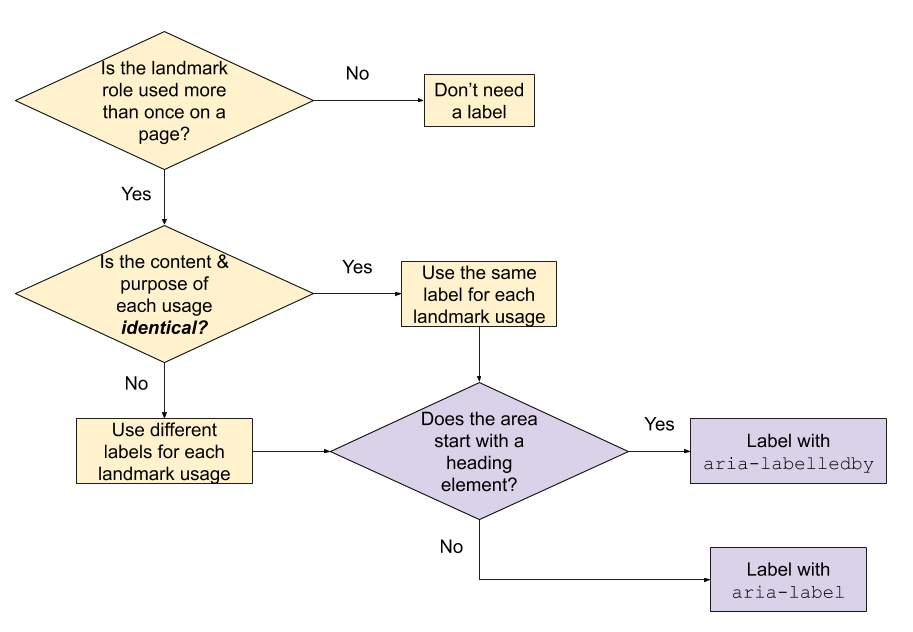 Is the landmark
role used more
than once on a
page?
No
Don't need
a label
Yes
Is the content &
purpose of
each usage
identical?
Yes
Use the same
label for each
landmark usage
No
Use different
labels for each
landmark usage
Does the area
start with a
heading
element?
Yes
Label with
aria-labelledby
No
Label with
aria-label